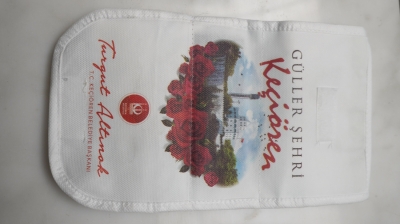 GÜLLER ŞEHRİ
Keçiören
Turgut Altınok
T.C. KEÇİÖREN BELEDİYE BAŞKANI